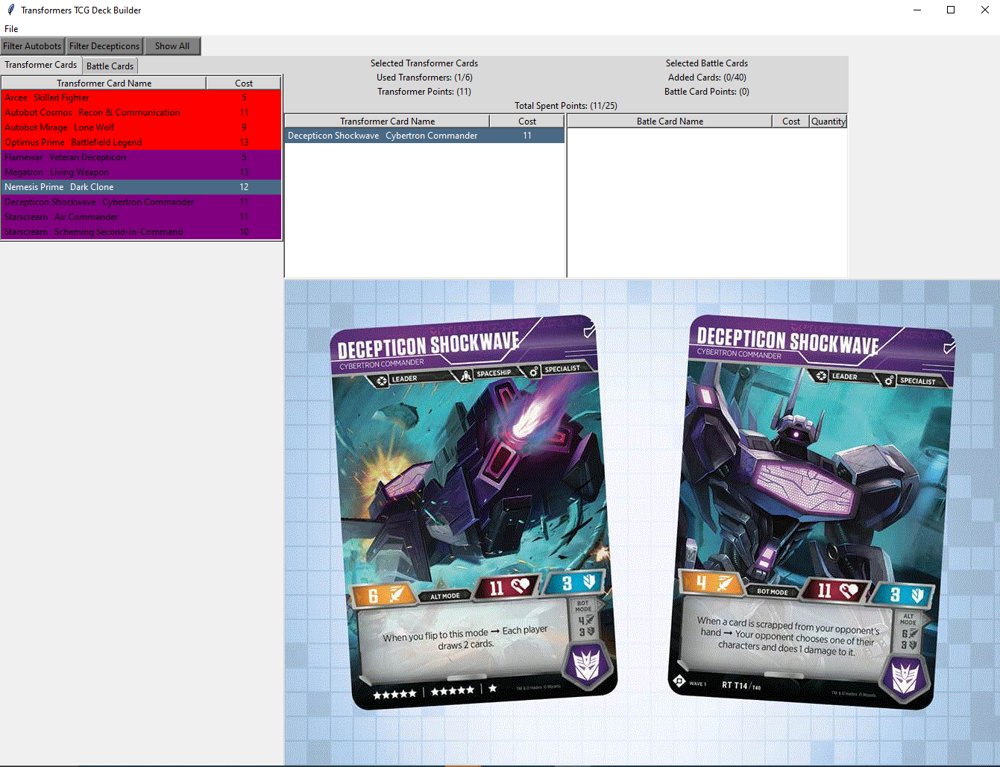 Transformers TCG Deck Builder
File
Filter Autobots Filter Decepticons Show All
Transformer Cards Battle Cards
Transformer Card Name Cost
Arcee Skilled Fighter 5
Autobot Cosmos Recon & Communication 11
Autobot Mirage Lone Wolf 9
Optimus Prime Battlefield Legend 13
Flamewar Veteran Decepticon 5
Megatron Living Weapon 13
Nemesis Prime Dark Clone 12
Decepticon Shockwave Cybertron Commander 11
Starscream Air Commander 11
Starscream Scheming Second-In-Command 10
Selected Transformer Cards
Used Transformers: (1/6)
Transformer Points: (11)
Selected Battle Cards
Added Cards: (0/40)
Battle Card Points: (0)
Total Spent Points: (11/25)
Transformer Card Name Cost
Decepticon Shockwave Cybertron Commander 11
Batle Card Name Cost Quantity
DECEPTICON SHOCKWAVE
CYBERTRON COMMANDER
LEADER SPACESHIP SPECIALIST
6 ALT MODE 11 3
BOT
MODE
4
3
When you flip to this mode → Each player
draws 2 cards.
TM & © Hasbro © Wizards
DECEPTICON SHOCKWAVE
CYBERTRON COMMANDER
LEADER SPECIALIST
4 BOT MODE 11 3
ALT
MODE
6
3
When a card is scrapped from your opponent's
hand → Your opponent chooses one of their
characters and does 1 damage to it.
WAVE 1 RT T14/T40
TM & © Hasbro © Wizards